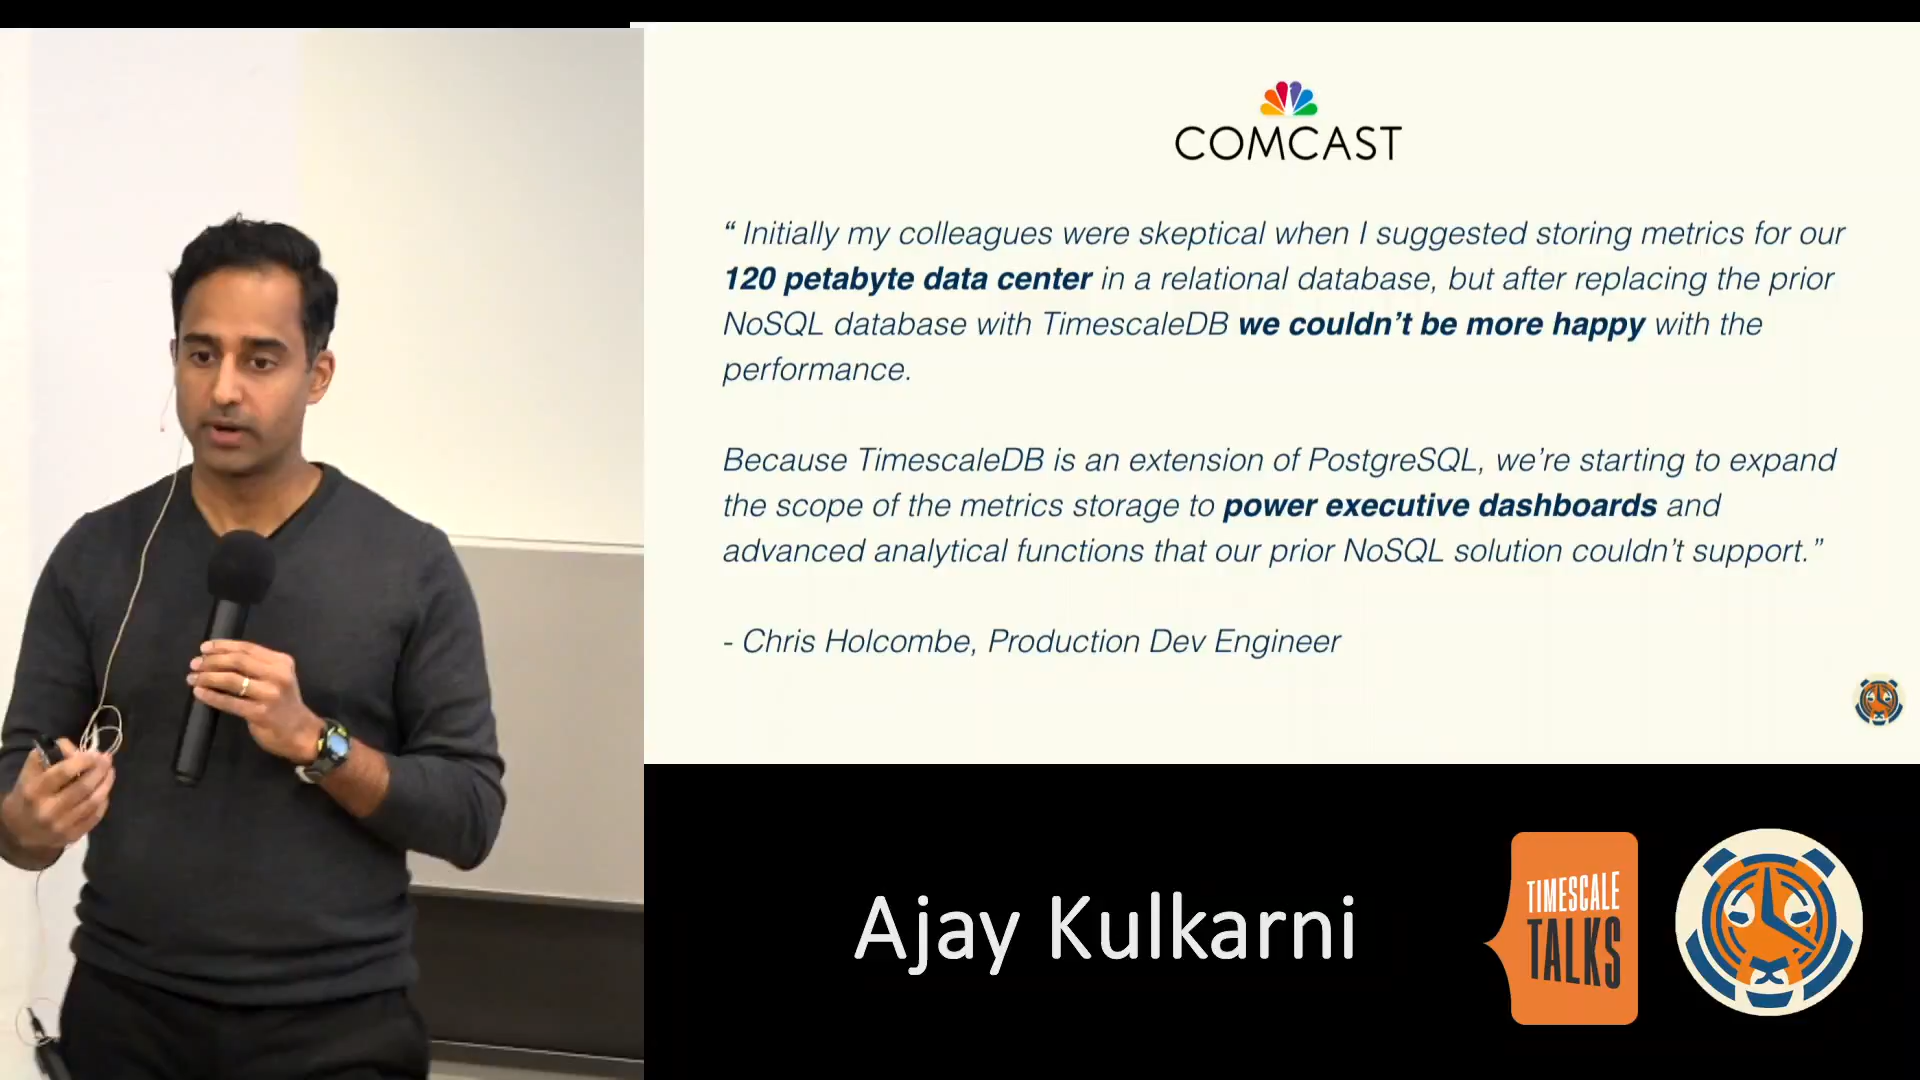 COMCAST
“ Initially my colleagues were skeptical when I suggested storing metrics for our
120 petabyte data center in a relational database, but after replacing the prior
NoSQL database with TimescaleDB we couldn’t be more happy with the
performance.
Because TimescaleDB is an extension of PostgreSQL, we’re starting to expand
the scope of the metrics storage to power executive dashboards and
advanced analytical functions that our prior NoSQL solution couldn’t support.”
- Chris Holcombe, Production Dev Engineer
Ajay Kulkarni
TIMESCALE
TALKS